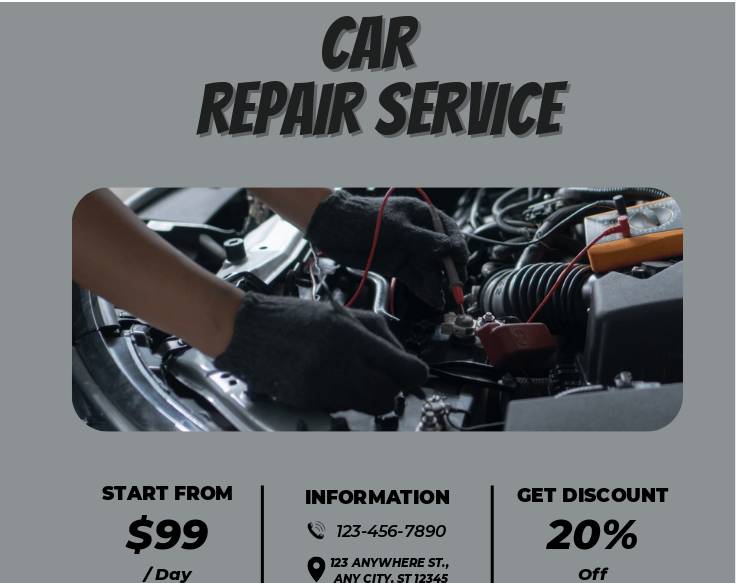 CAR
REPAIR SERVICE
START FROM
$99
/ Day
INFORMATION
123-456-7890
123 ANYWHERE ST.,
ANY CITY, ST 12345
GET DISCOUNT
20%
Off